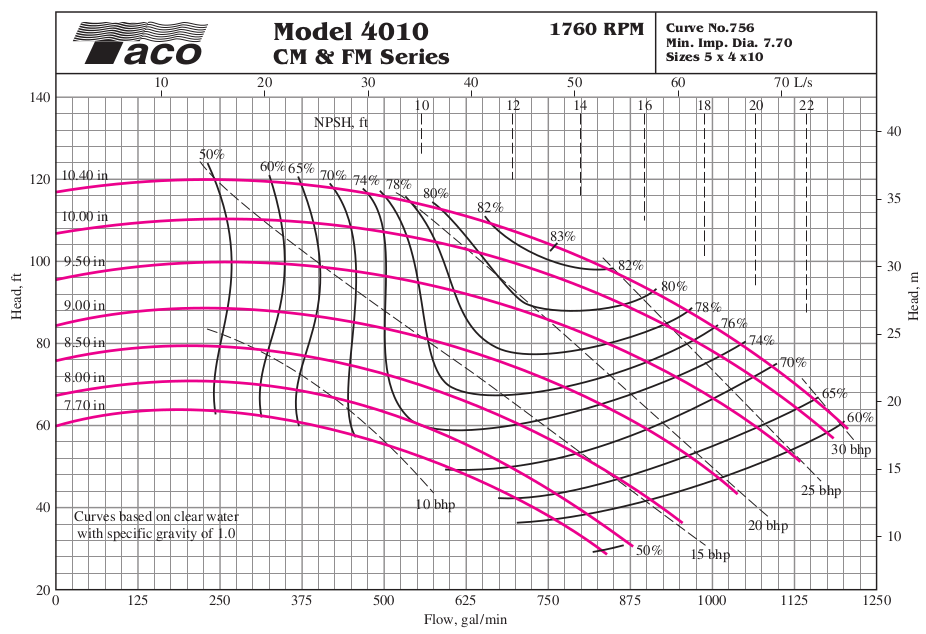 Taco
Model 4010
CM & FM Series
1760 RPM
Curve No.756
Min. Imp. Dia. 7.70
Sizes 5 x 4 x10
10 20 30 40 50 60 70 L/s
140
120
100
80
60
40
20
Head, ft
40
35
30
25
20
15
10
Head, m
NPSH, ft
10 12 14 16 18 20 22
50% 60% 65% 70% 74% 78% 80% 82% 83% 82% 80% 78% 76% 74% 70% 65% 60% 50%
10.40 in
10.00 in
9.50 in
9.00 in
8.50 in
8.00 in
7.70 in
30 bhp
25 bhp
20 bhp
15 bhp
10 bhp
Curves based on clear water
with specific gravity of 1.0
0 125 250 375 500 625 750 875 1000 1125 1250
Flow, gal/min